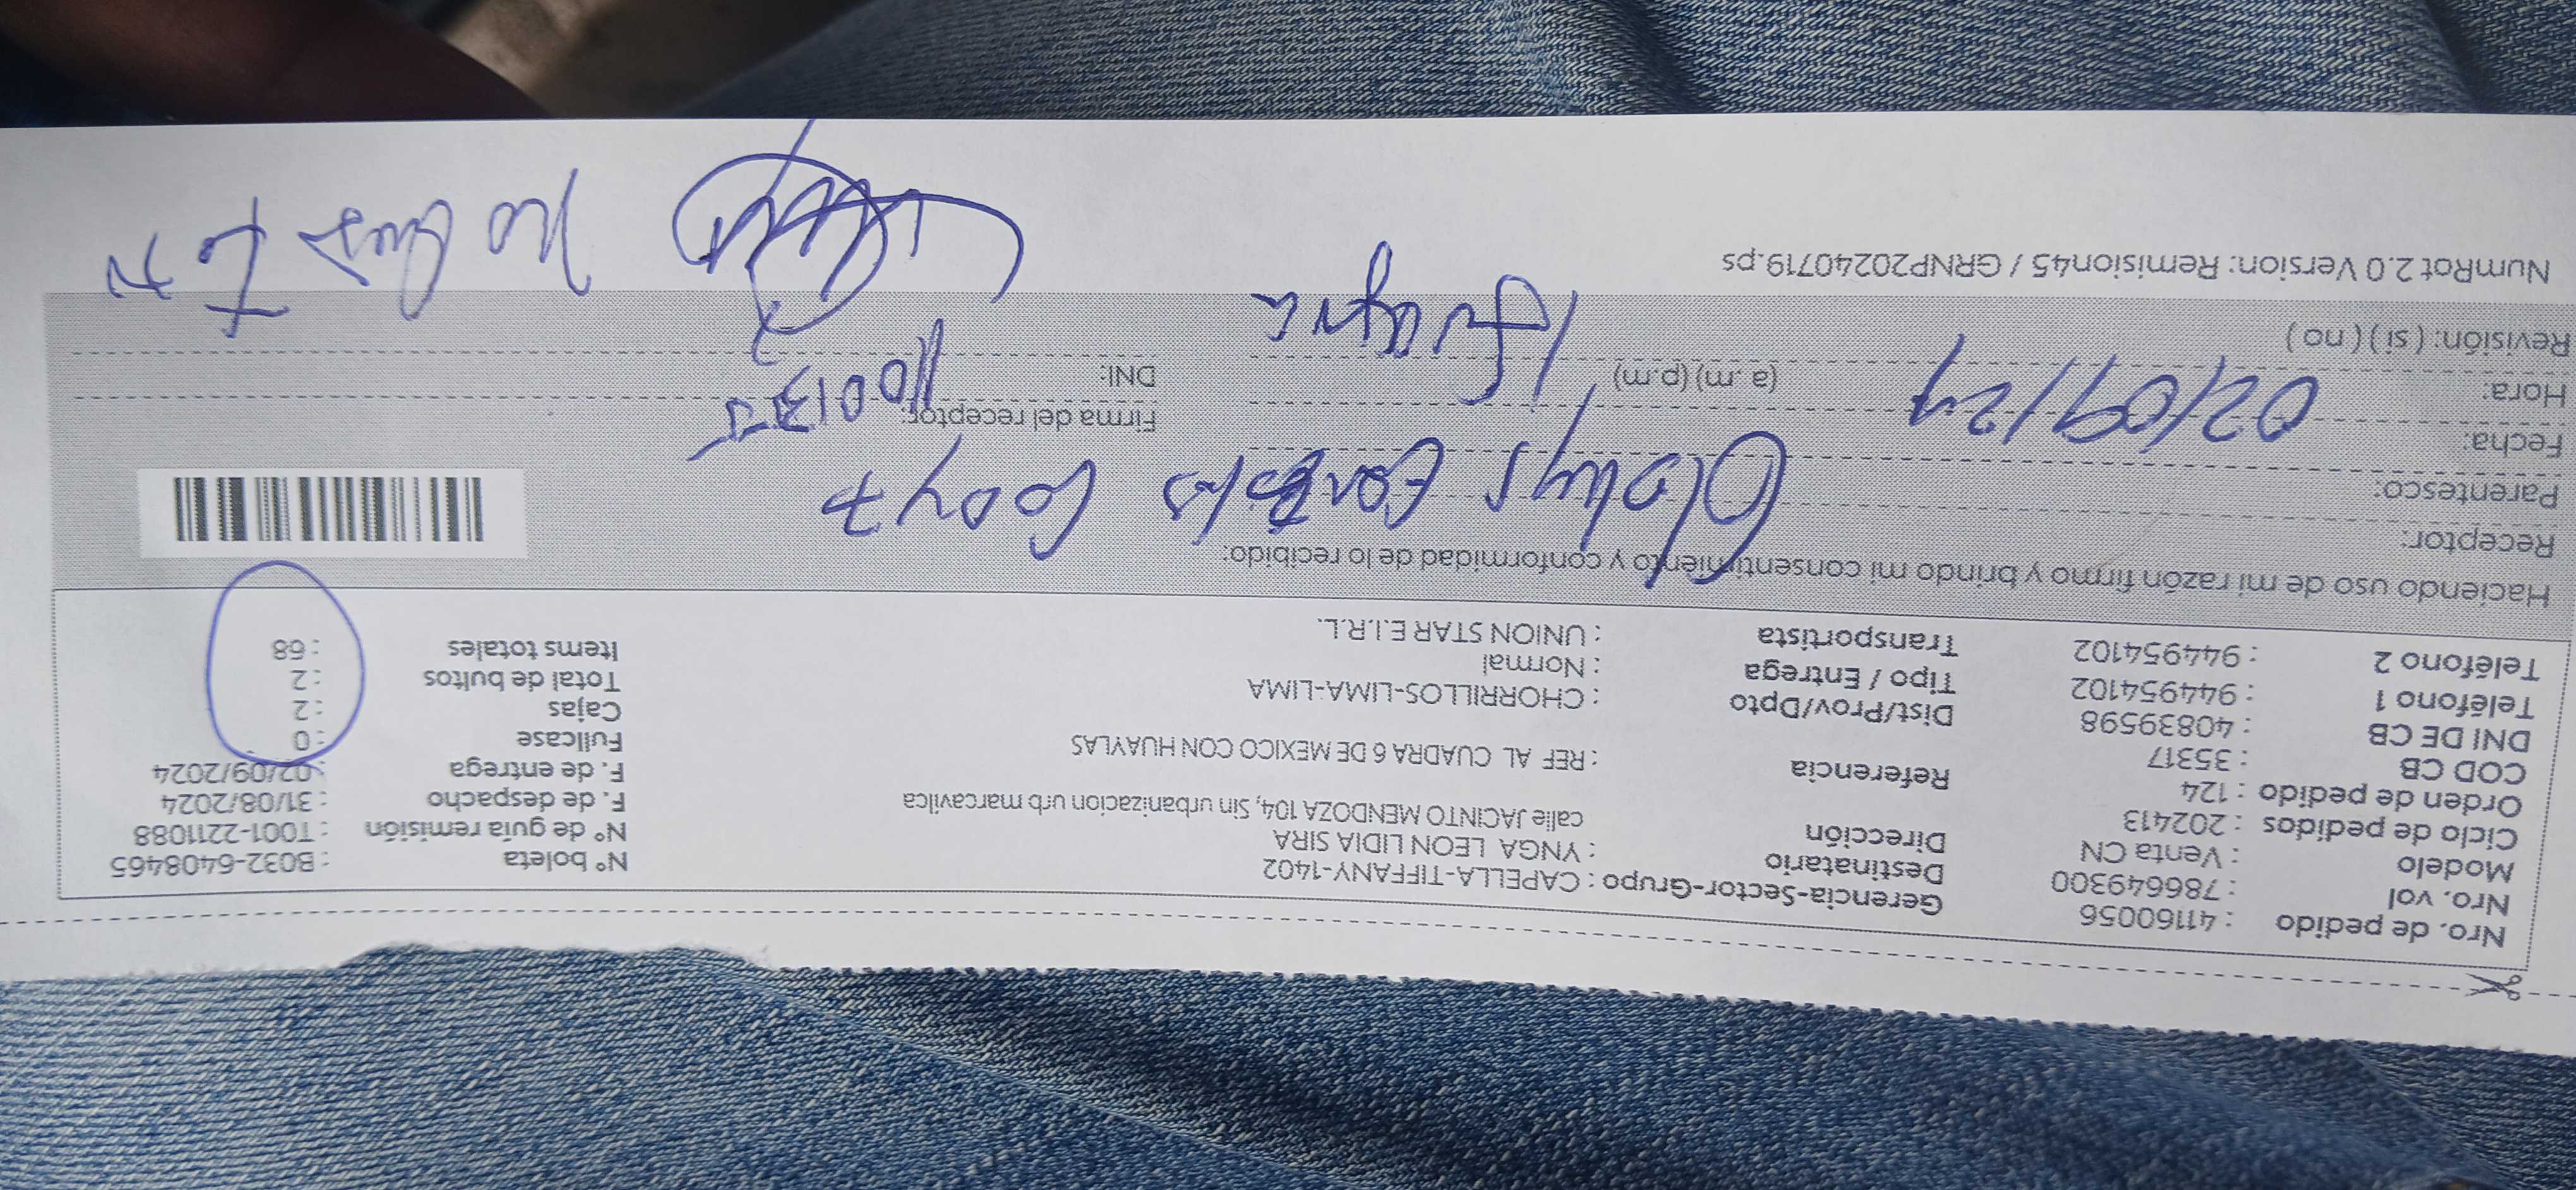 Nro. de pedido : 41160056
Nro. vol : 786649300
Modelo : Venta CN
Ciclo de pedidos : 202413
Orden de pedido : 124
COD CB : 35317
DNI DE CB : 40839598
Teléfono 1 : 944954102
Teléfono 2 : 944954102
Gerencia-Sector-Grupo : CAPELLA-TIFFANY-1402
Destinatario : YNGA LEON LIDIA SIRA
Dirección calle JACINTO MENDOZA 104, Sin urbanizacion urb marcavilca
Referencia : REF AL CUADRA 6 DE MEXICO CON HUAYLAS
Dist/Prov/Dpto : CHORRILLOS-LIMA-LIMA
Tipo / Entrega : Normal
Transportista : UNION STAR E.I.R.L.
N° boleta : B032-6408465
N° de guía remisión : T001-2211088
F. de despacho : 31/08/2024
F. de entrega : 02/09/2024
Fullcase : 0
Cajas : 2
Total de bultos : 2
Items totales : 68
Haciendo uso de mi razón firmo y brindo mi consentimiento y conformidad de lo recibido:
Receptor:
Parentesco:
Fecha: 02/09/24
Hora: (a.m) (p.m)
Revisión: ( si ) ( no )
Firma del receptor:
DNI:
NumRot 2.0 Version: Remision45 / GRNP20240719.ps